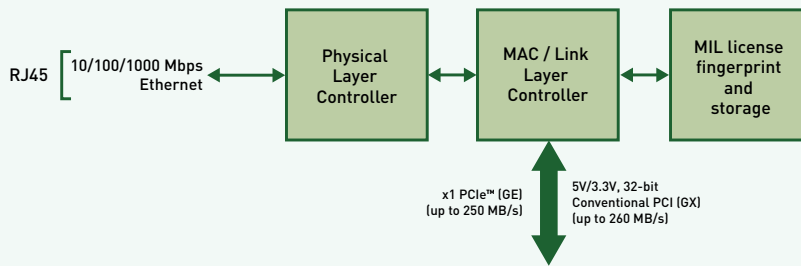 RJ45
10/100/1000 Mbps
Ethernet
Physical
Layer
Controller
MAC / Link
Layer
Controller
MIL license
fingerprint
and
storage
x1 PCIe™ (GE)
(up to 250 MB/s)
5V/3.3V, 32-bit
Conventional PCI (GX)
(up to 260 MB/s)